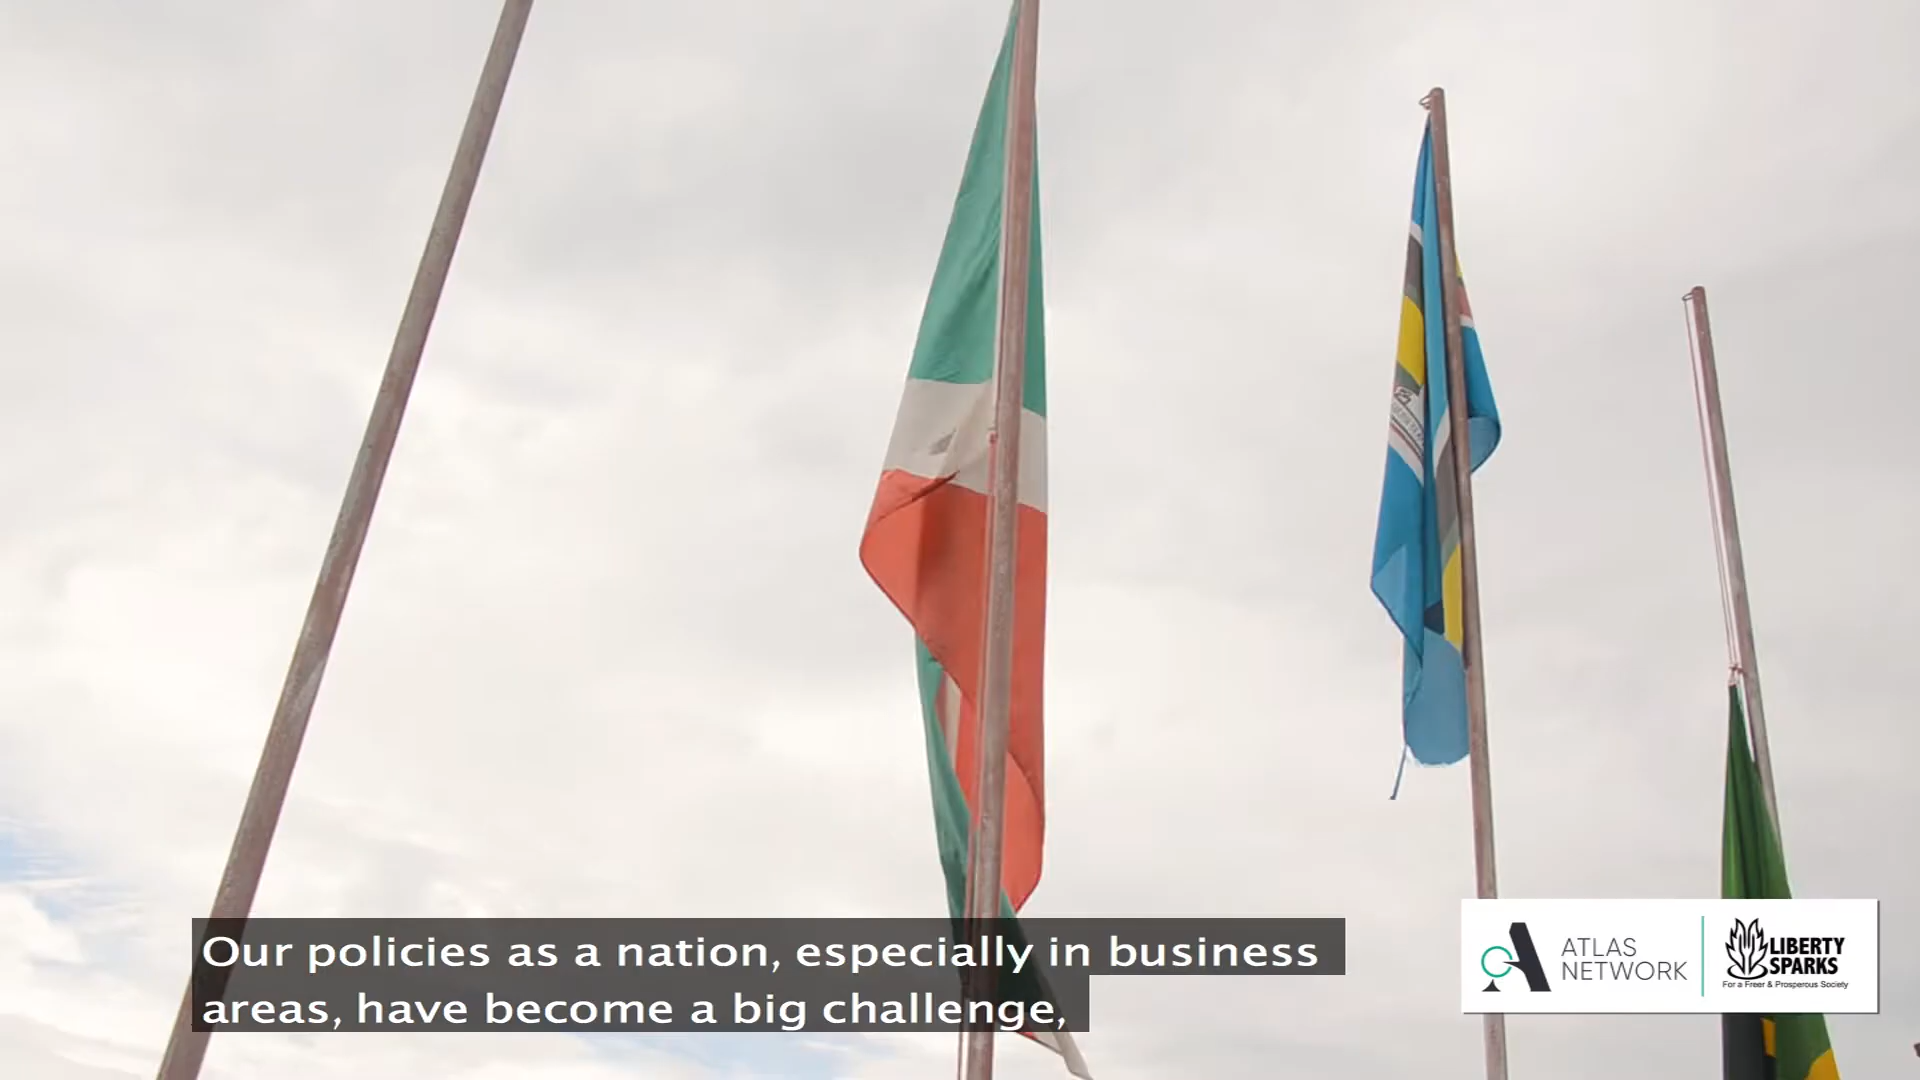 Our policies as a nation, especially in business
areas, have become a big challenge,
ATLAS
NETWORK
LIBERTY
SPARKS
For a Freer & Prosperous Society